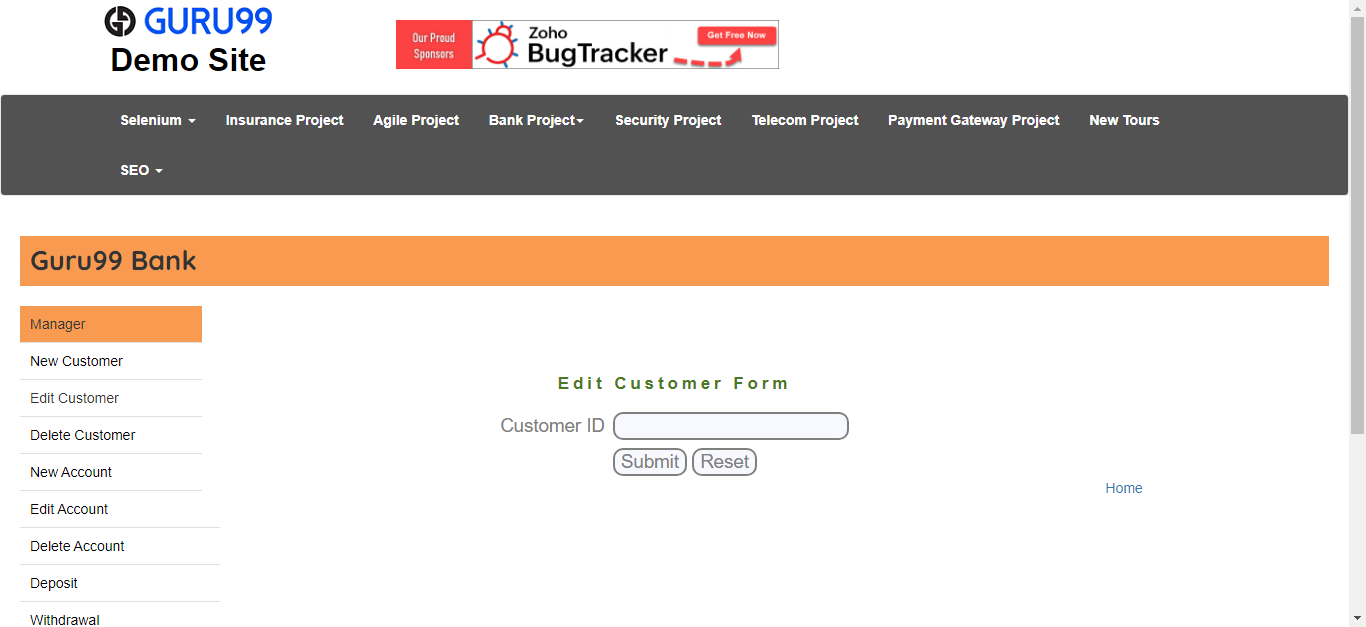 GURU99
Demo Site
Our Proud
Sponsors
Zoho
BugTracker
Get Free Now
Selenium Insurance Project Agile Project Bank Project Security Project Telecom Project Payment Gateway Project New Tours
SEO
Guru99 Bank
Manager
New Customer
Edit Customer
Delete Customer
New Account
Edit Account
Delete Account
Deposit
Withdrawal
Edit Customer Form
Customer ID
Submit Reset
Home